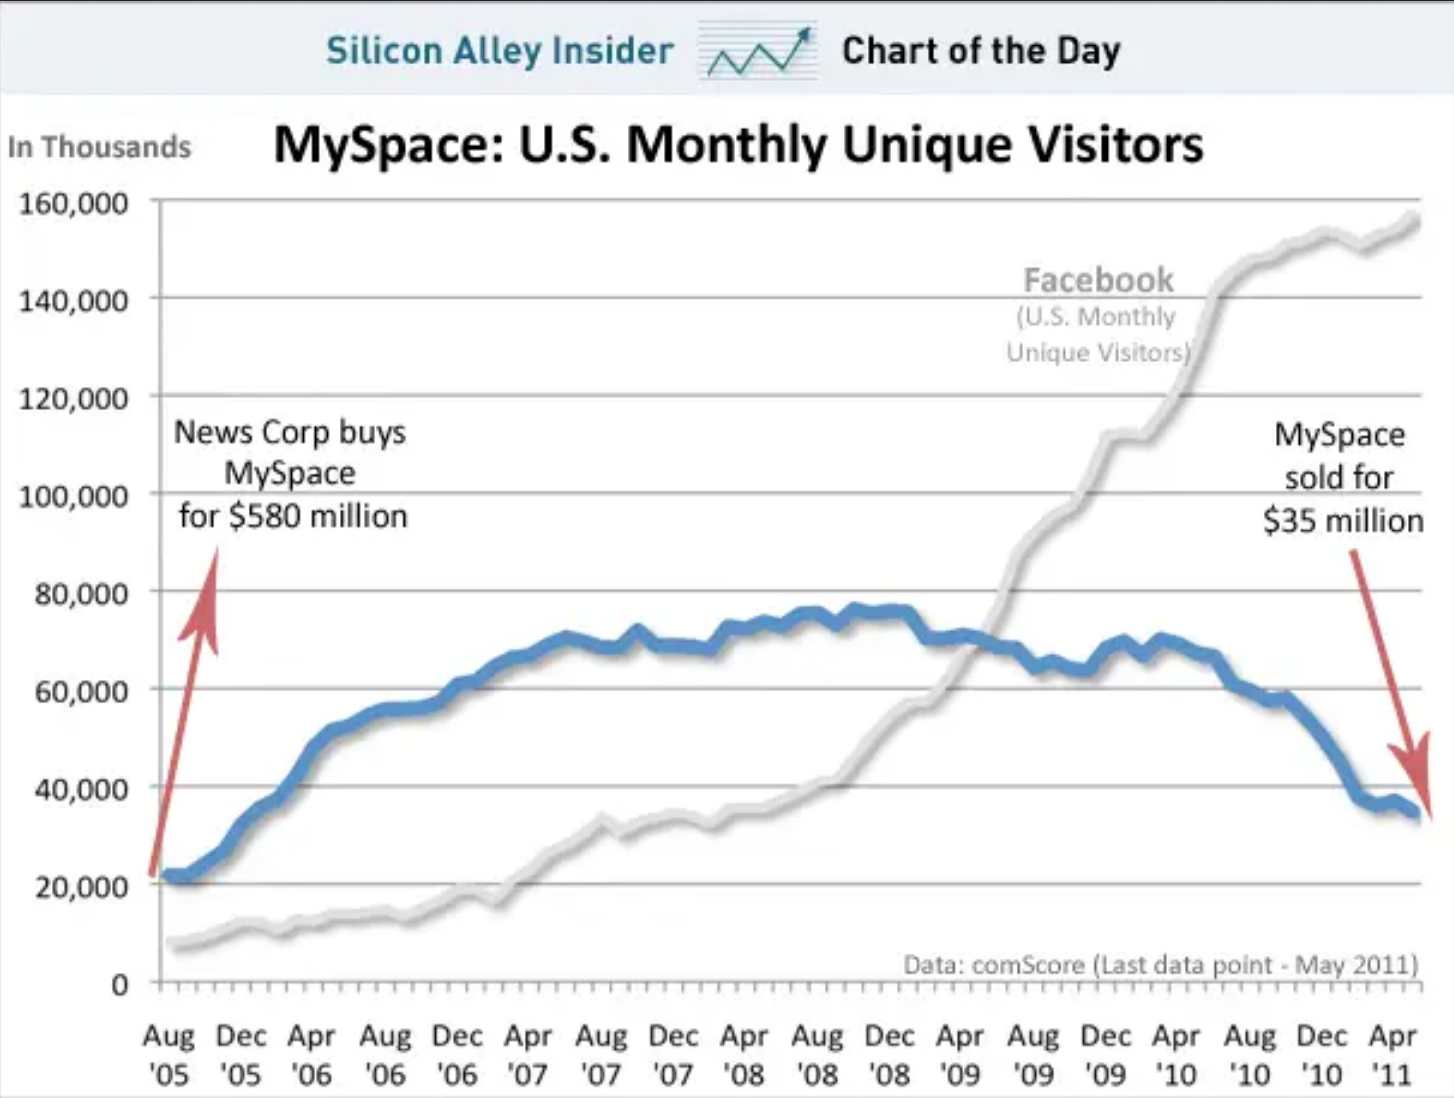 Silicon Alley Insider Chart of the Day
In Thousands
MySpace: U.S. Monthly Unique Visitors
160,000
140,000
120,000
100,000
80,000
60,000
40,000
20,000
0
Facebook
(U.S. Monthly
Unique Visitors)
News Corp buys
MySpace
for $580 million
MySpace
sold for
$35 million
Data: comScore (Last data point - May 2011)
Aug Dec Apr Aug Dec Apr Aug Dec Apr Aug Dec Apr Aug Dec Apr Aug Dec Apr
'05 '05 '06 '06 '06 '07 '07 '07 '08 '08 '08 '09 '09 '09 '10 '10 '10 '11